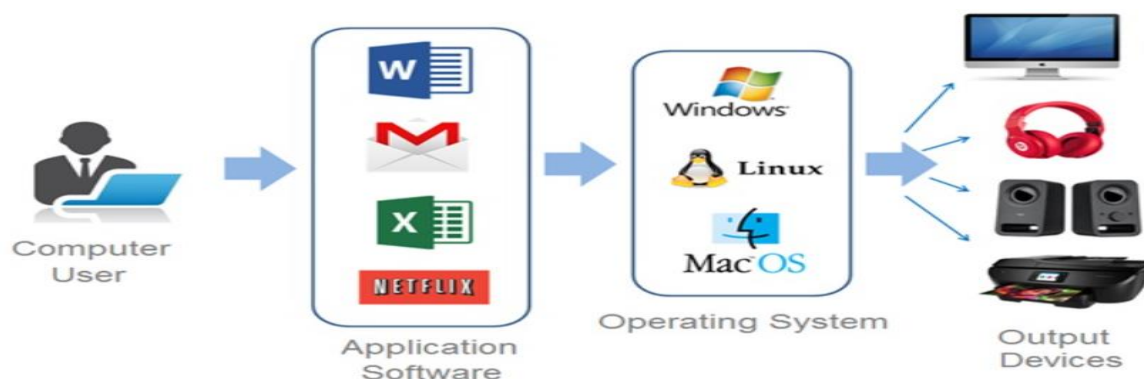 Computer
User
W
X
NETFLIX
Application
Software
Windows
Linux
Mac OS
Operating System
Output
Devices